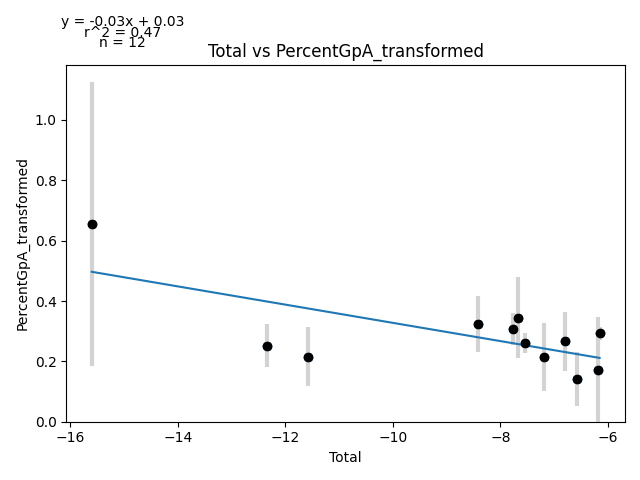 y = -0.03x + 0.03
r^2 = 0.47
n = 12
Total vs PercentGpA_transformed
PercentGpA_transformed
1.0
0.8
0.6
0.4
0.2
0.0
−16
−14
−12
−10
−8
−6
Total